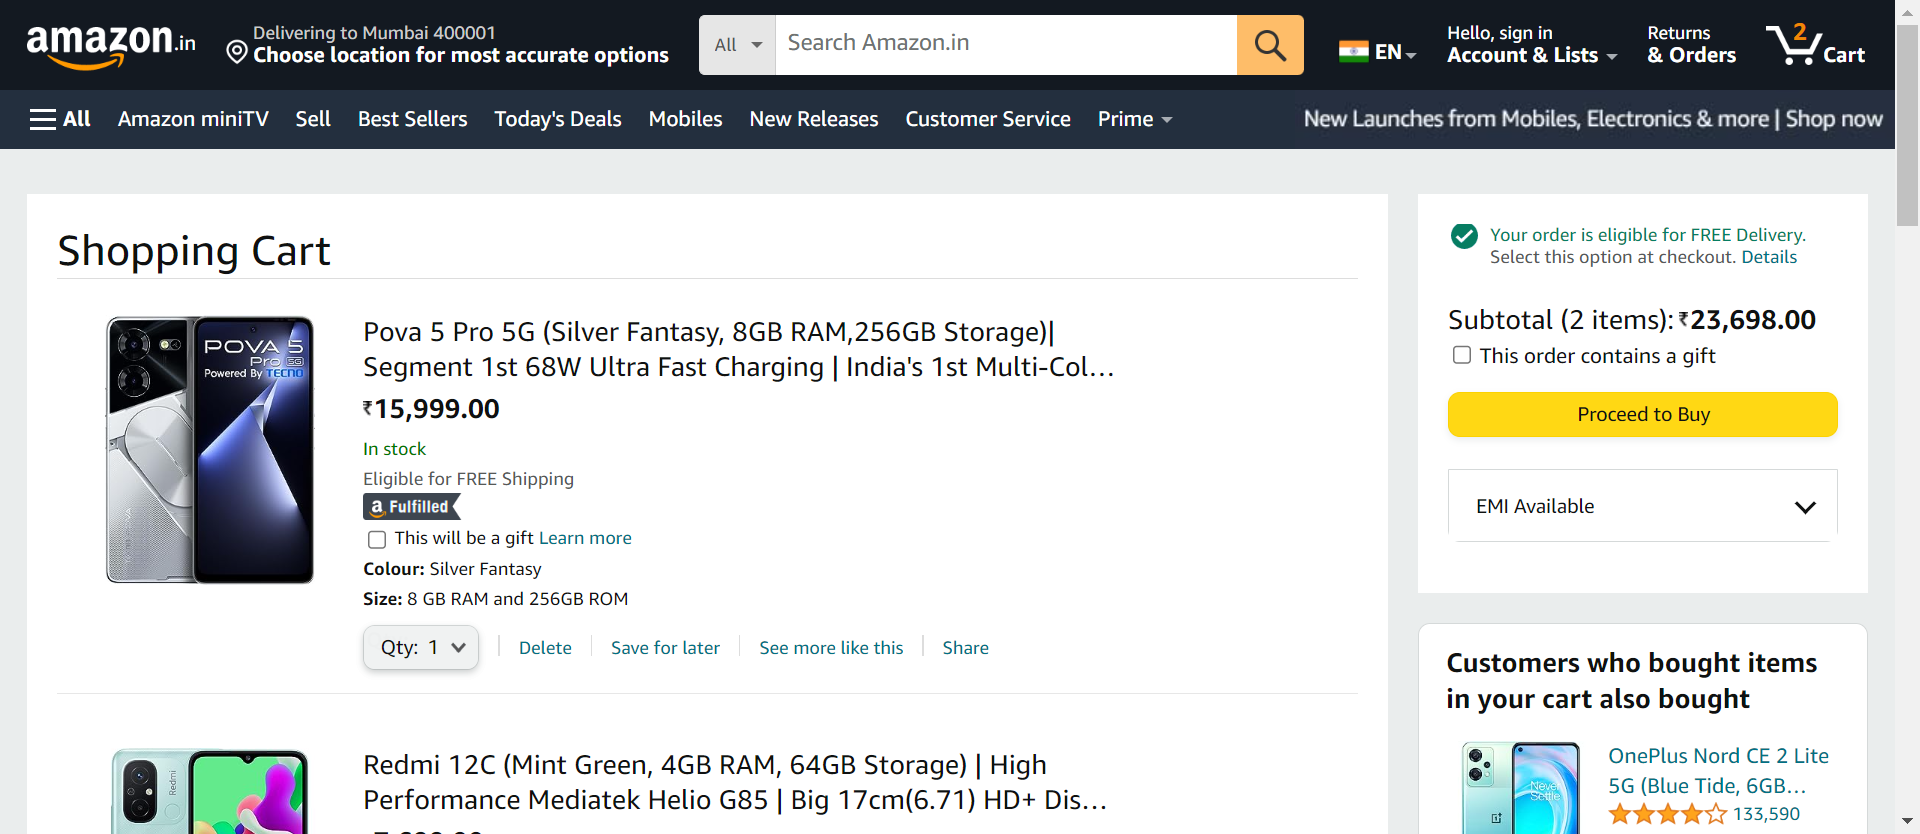 amazon.in
Delivering to Mumbai 400001
Choose location for most accurate options
All
Search Amazon.in
EN
Hello, sign in
Account & Lists
Returns
& Orders
2
Cart
All
Amazon miniTV
Sell
Best Sellers
Today's Deals
Mobiles
New Releases
Customer Service
Prime
New Launches from Mobiles, Electronics & more | Shop now
Shopping Cart
POVA 5
Pro 5G
Powered By TECNO
Pova 5 Pro 5G (Silver Fantasy, 8GB RAM,256GB Storage)|
Segment 1st 68W Ultra Fast Charging | India's 1st Multi-Col…
₹15,999.00
In stock
Eligible for FREE Shipping
a Fulfilled
This will be a gift Learn more
Colour: Silver Fantasy
Size: 8 GB RAM and 256GB ROM
Qty: 1
Delete
Save for later
See more like this
Share
Redmi
Redmi 12C (Mint Green, 4GB RAM, 64GB Storage) | High
Performance Mediatek Helio G85 | Big 17cm(6.71) HD+ Dis…
Your order is eligible for FREE Delivery.
Select this option at checkout. Details
Subtotal (2 items): ₹23,698.00
This order contains a gift
Proceed to Buy
EMI Available
Customers who bought items
in your cart also bought
Never
Settle
OnePlus Nord CE 2 Lite
5G (Blue Tide, 6GB…
133,590